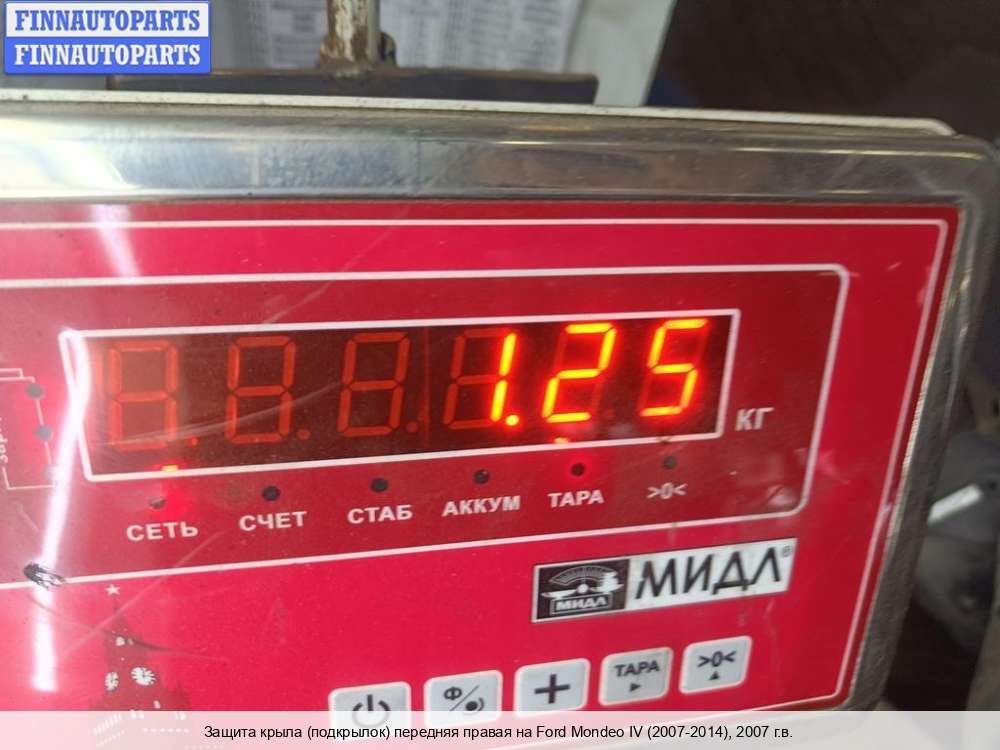 FINNAUTOPARTS
FINNAUTOPARTS
1.25
КГ
СЕТЬ СЧЕТ СТАБ АККУМ ТАРА >0<
МИДЛ МИДЛ®
Ф + ТАРА >0<
Защита крыла (подкрылок) передняя правая на Ford Mondeo IV (2007-2014), 2007 г.в.